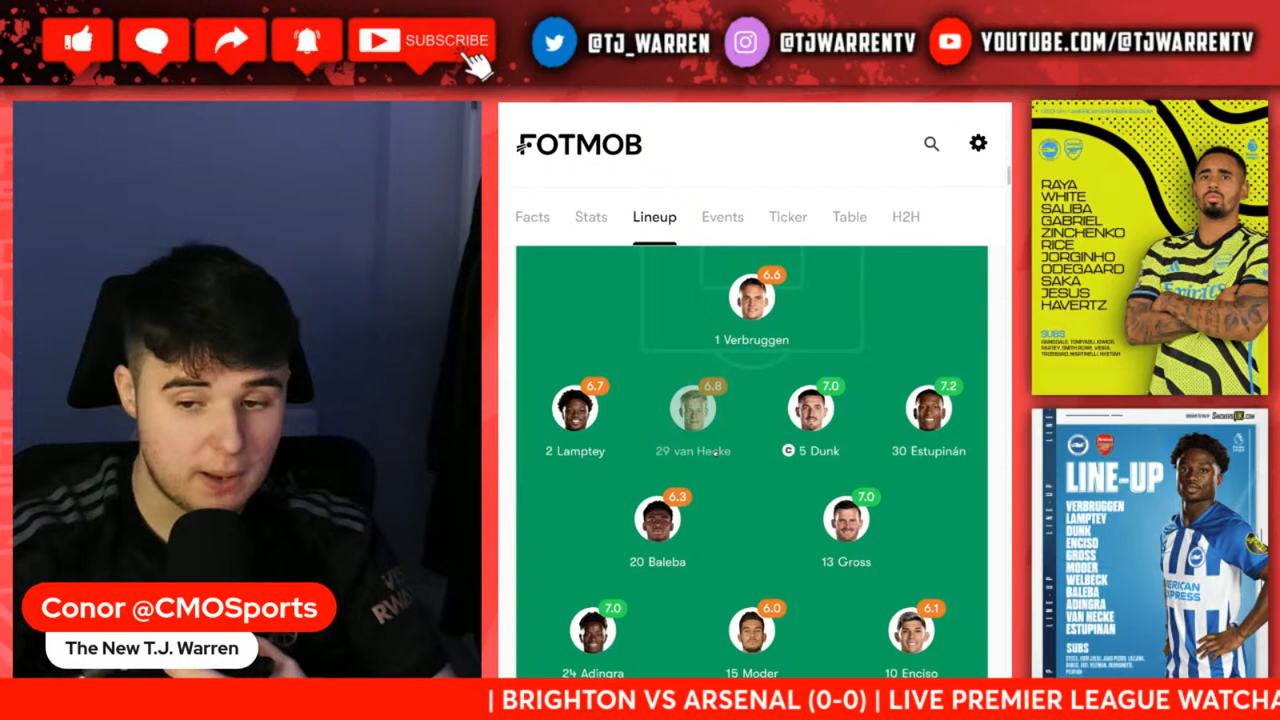 SUBSCRIBE
@TJ_WARREN
@TJWARRENTV
YOUTUBE.COM/@TJWARRENTV
FOTMOB
Facts Stats Lineup Events Ticker Table H2H
6.6
1 Verbruggen
6.7 6.8 7.0 7.2
2 Lamptey 29 van Hecke C 5 Dunk 30 Estupiñán
6.3 7.0
20 Baleba 13 Gross
7.0 6.0 6.1
24 Adingra 15 Moder 10 Enciso
RAYA
WHITE
SALIBA
GABRIEL
ZINCHENKO
RICE
JORGINHO
ODEGAARD
SAKA
JESUS
HAVERTZ
SUBS
LINE-UP
VERBRUGGEN
LAMPTEY
DUNK
ENCISO
GROSS
MODER
WELBECK
BALEBA
ADINGRA
VAN HECKE
ESTUPINAN
SUBS
AMERICAN
EXPRESS
Conor @CMOSports
The New T.J. Warren
| BRIGHTON VS ARSENAL (0-0) | LIVE PREMIER LEAGUE WATCHA